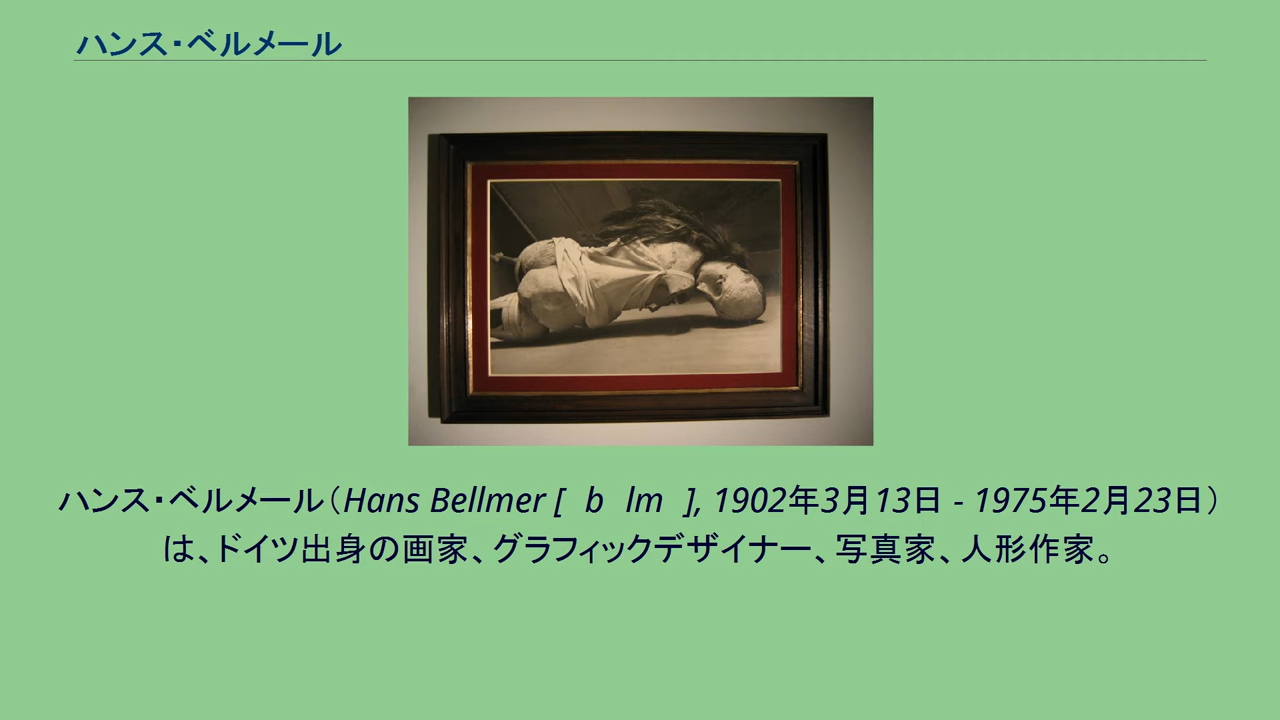 ハンス・ベルメール
ハンス・ベルメール（Hans Bellmer [ b lm ], 1902年3月13日 - 1975年2月23日）
は、ドイツ出身の画家、グラフィックデザイナー、写真家、人形作家。